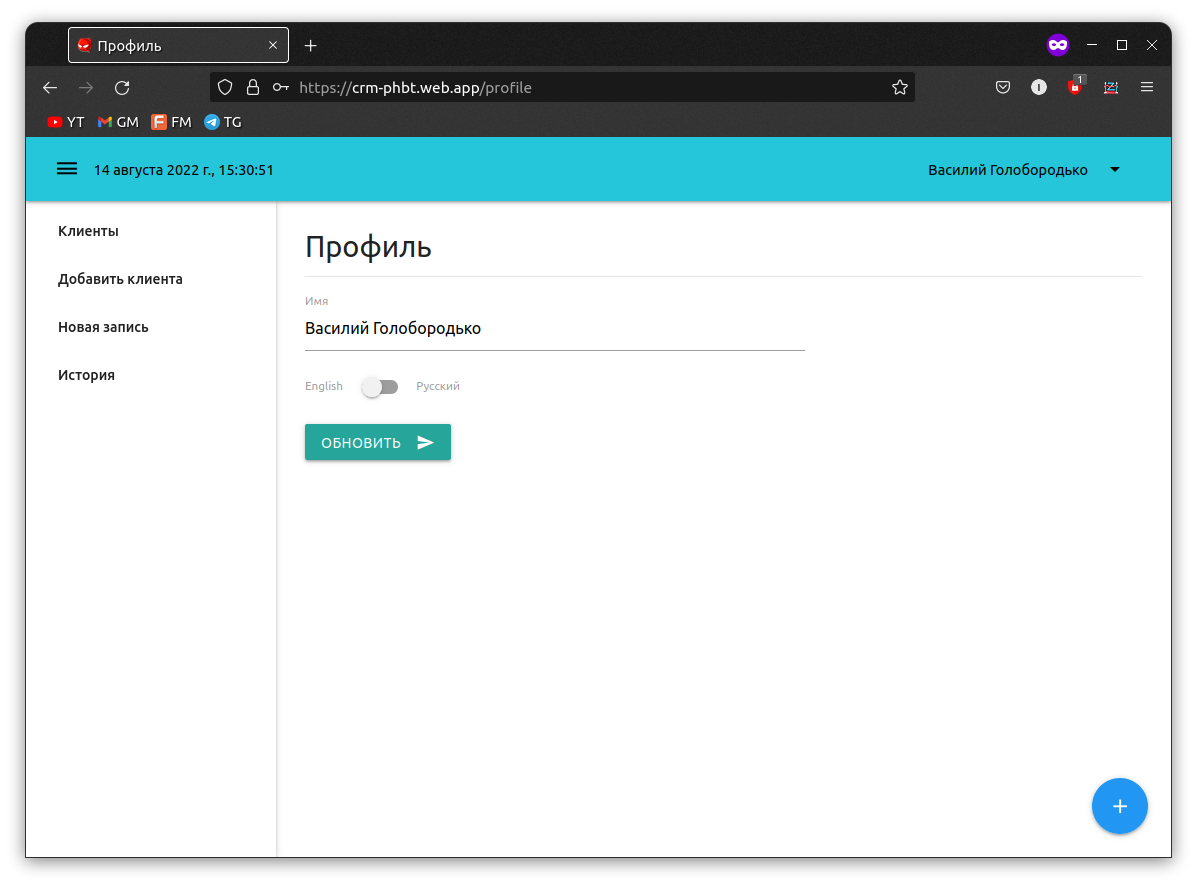 Профиль
https://crm-phbt.web.app/profile
1
YT GM FM TG
14 августа 2022 г., 15:30:51
Василий Голобородько
Клиенты
Добавить клиента
Новая запись
История
Профиль
Имя
Василий Голобородько
English Русский
ОБНОВИТЬ